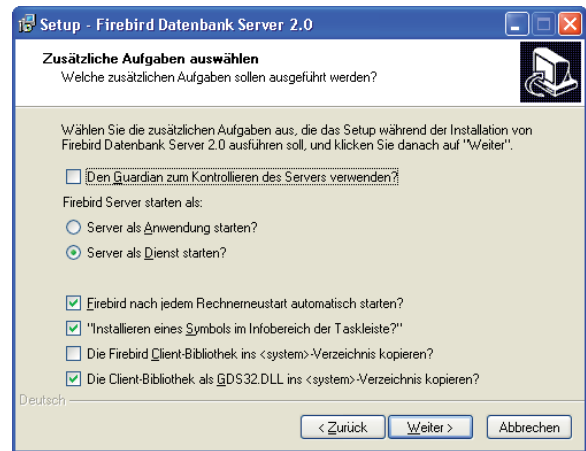 Setup - Firebird Datenbank Server 2.0
Zusätzliche Aufgaben auswählen
Welche zusätzlichen Aufgaben sollen ausgeführt werden?
Wählen Sie die zusätzlichen Aufgaben aus, die das Setup während der Installation von
Firebird Datenbank Server 2.0 ausführen soll, und klicken Sie danach auf "Weiter".
Den Guardian zum Kontrollieren des Servers verwenden?
Firebird Server starten als:
Server als Anwendung starten?
Server als Dienst starten?
Firebird nach jedem Rechnerneustart automatisch starten?
"Installieren eines Symbols im Infobereich der Taskleiste?"
Die Firebird Client-Bibliothek ins <system>-Verzeichnis kopieren?
Die Client-Bibliothek als GDS32.DLL ins <system>-Verzeichnis kopieren?
Deutsch
< Zurück Weiter > Abbrechen